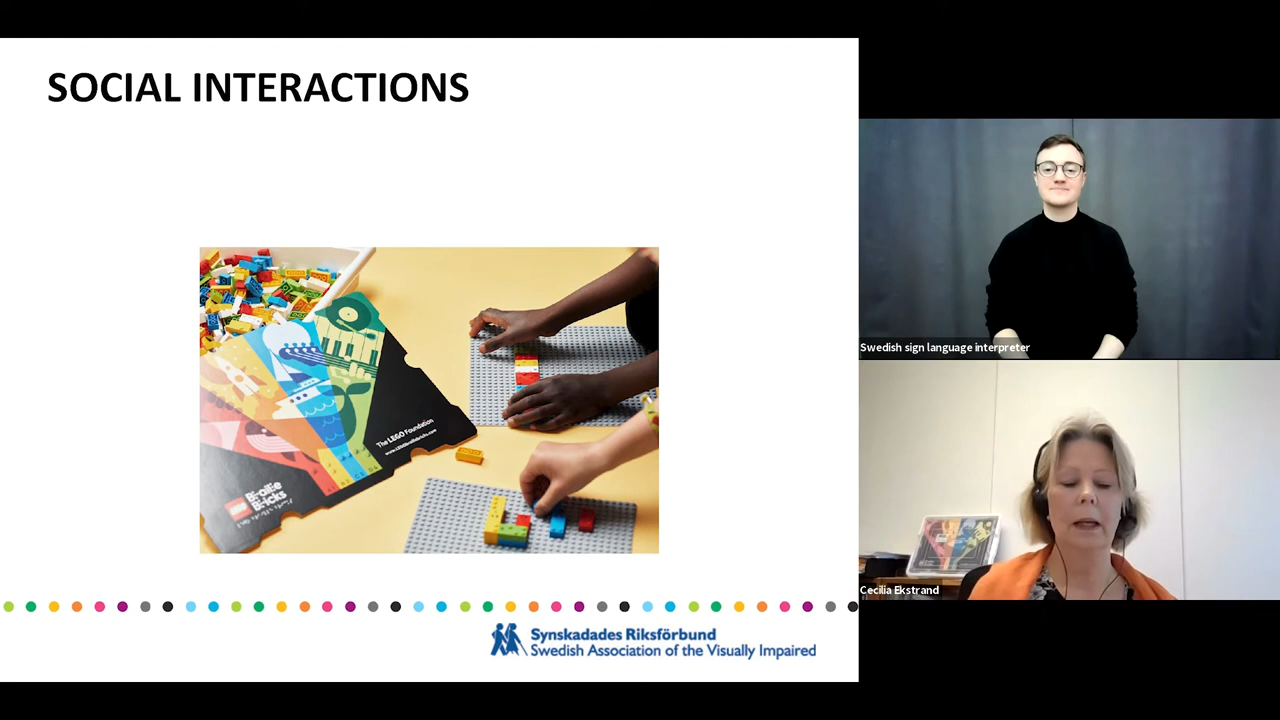 SOCIAL INTERACTIONS
The LEGO Foundation
www.LEGObraillebricks.com
LEGO
Braille
Bricks
Synskadades Riksförbund
Swedish Association of the Visually Impaired
Swedish sign language interpreter
Cecilia Ekstrand